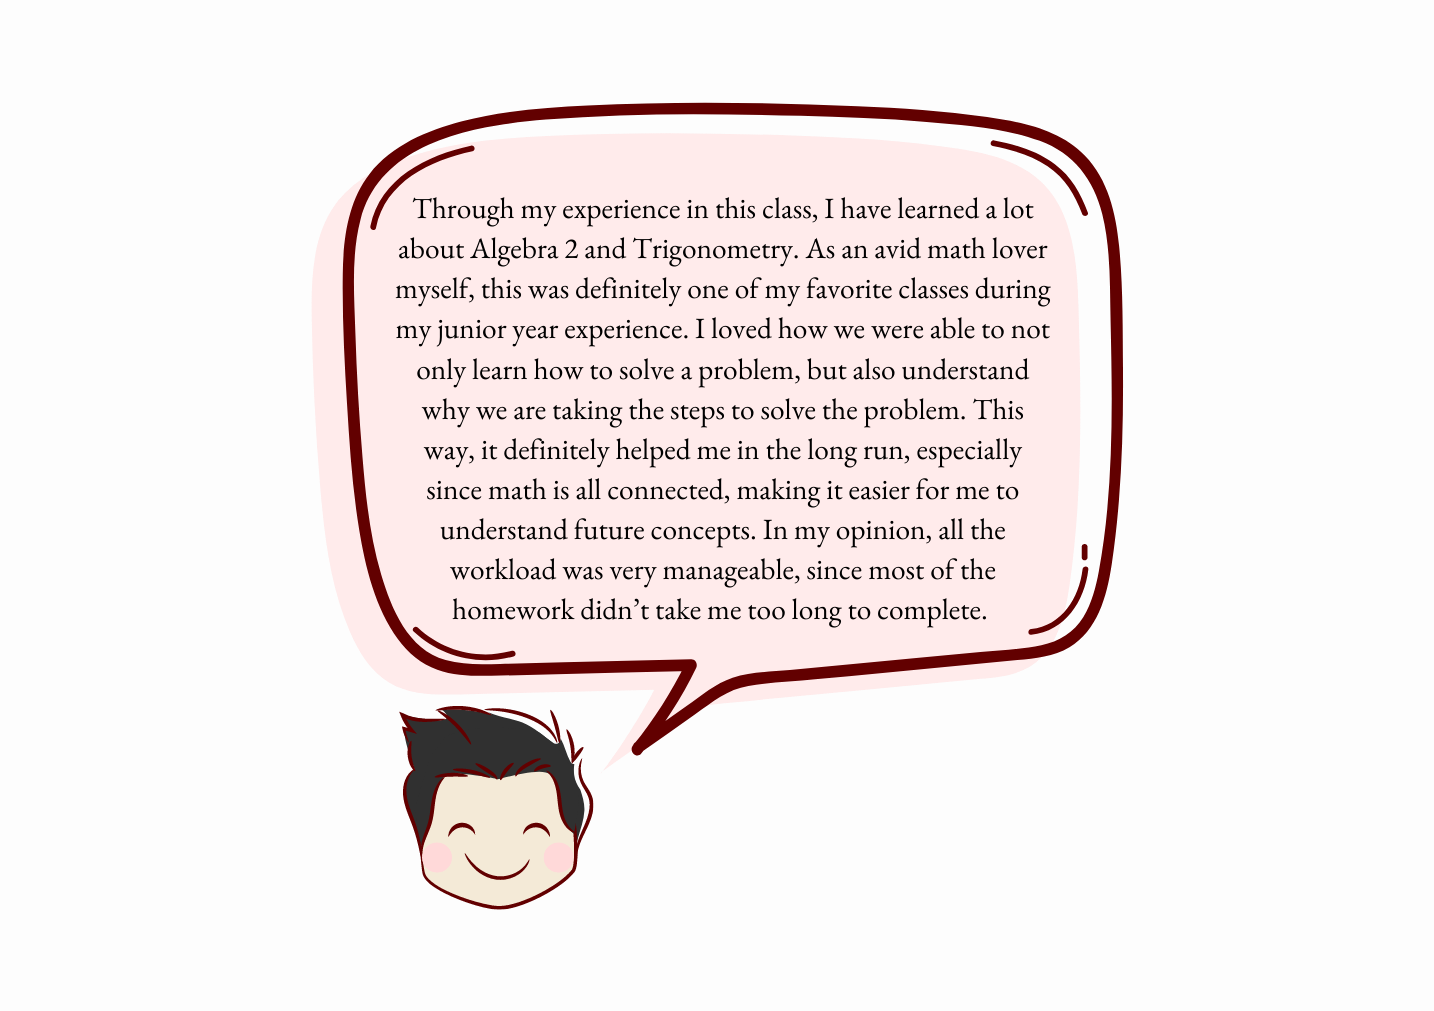 Through my experience in this class, I have learned a lot
about Algebra 2 and Trigonometry. As an avid math lover
myself, this was definitely one of my favorite classes during
my junior year experience. I loved how we were able to not
only learn how to solve a problem, but also understand
why we are taking the steps to solve the problem. This
way, it definitely helped me in the long run, especially
since math is all connected, making it easier for me to
understand future concepts. In my opinion, all the
workload was very manageable, since most of the
homework didn’t take me too long to complete.